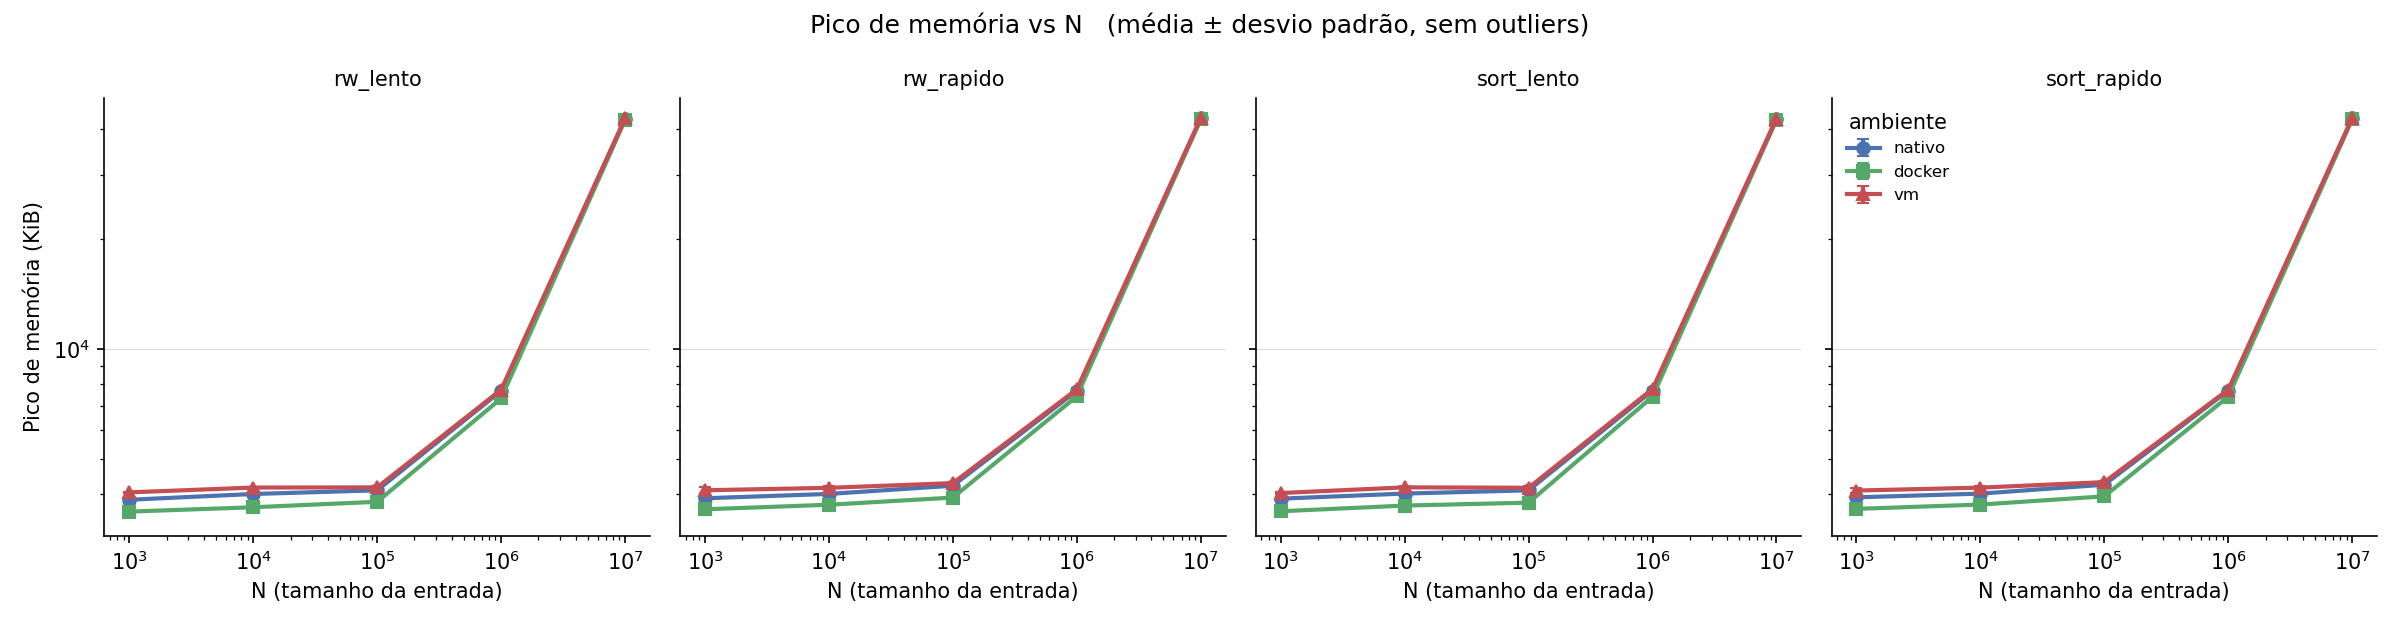 Pico de memória vs N   (média ± desvio padrão, sem outliers)
rw_lento
rw_rapido
sort_lento
sort_rapido
Pico de memória (KiB)
10⁴
ambiente
nativo
docker
vm
10³ 10⁴ 10⁵ 10⁶ 10⁷
10³ 10⁴ 10⁵ 10⁶ 10⁷
10³ 10⁴ 10⁵ 10⁶ 10⁷
10³ 10⁴ 10⁵ 10⁶ 10⁷
N (tamanho da entrada)
N (tamanho da entrada)
N (tamanho da entrada)
N (tamanho da entrada)